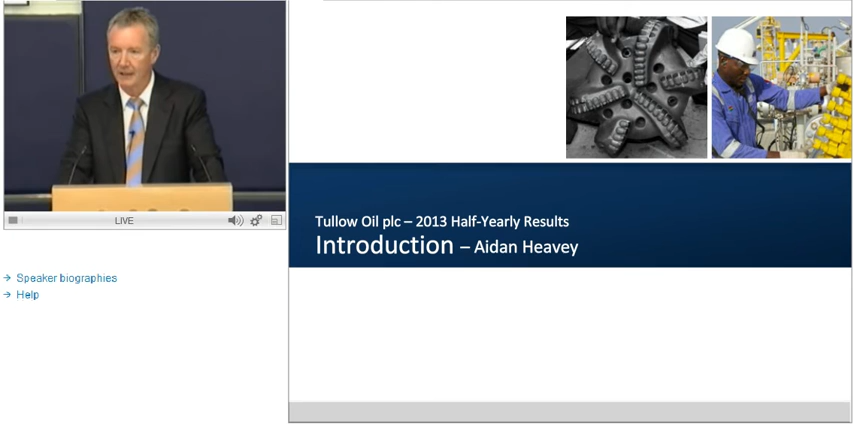 LIVE
Speaker biographies
Help
Tullow Oil plc – 2013 Half-Yearly Results
Introduction – Aidan Heavey